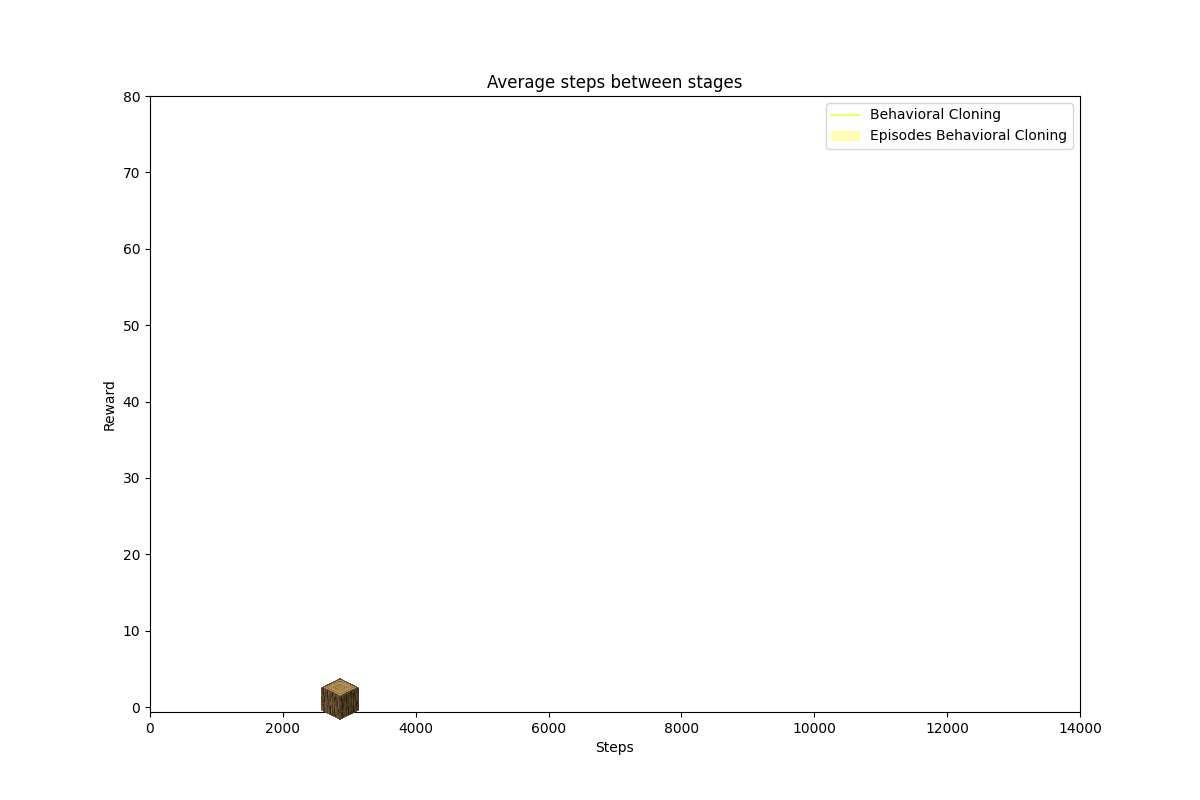 Average steps between stages
80
70
60
50
40
30
20
10
0
Reward
Behavioral Cloning
Episodes Behavioral Cloning
0 2000 4000 6000 8000 10000 12000 14000
Steps